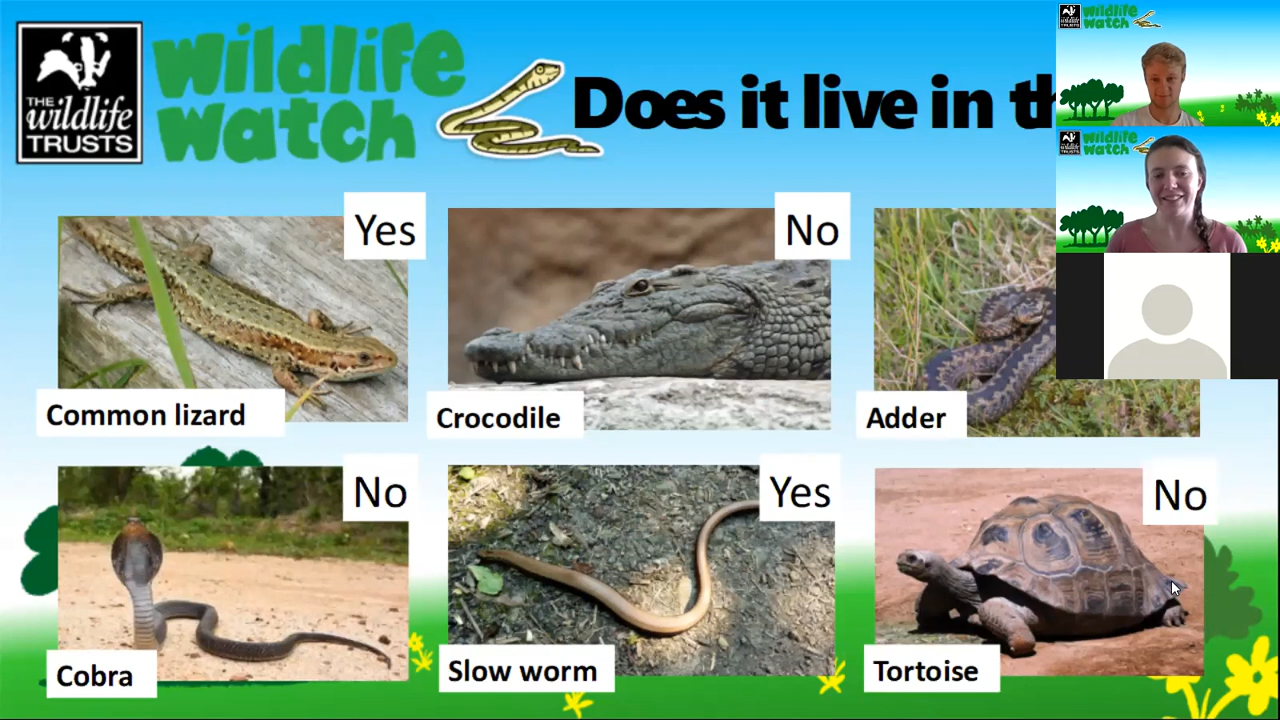 THE
wildlife
TRUSTS
wildlife
watch
Does it live in th
wildlife
watch
wildlife
watch
Yes
No
Common lizard
Crocodile
Adder
No
Yes
No
Cobra
Slow worm
Tortoise